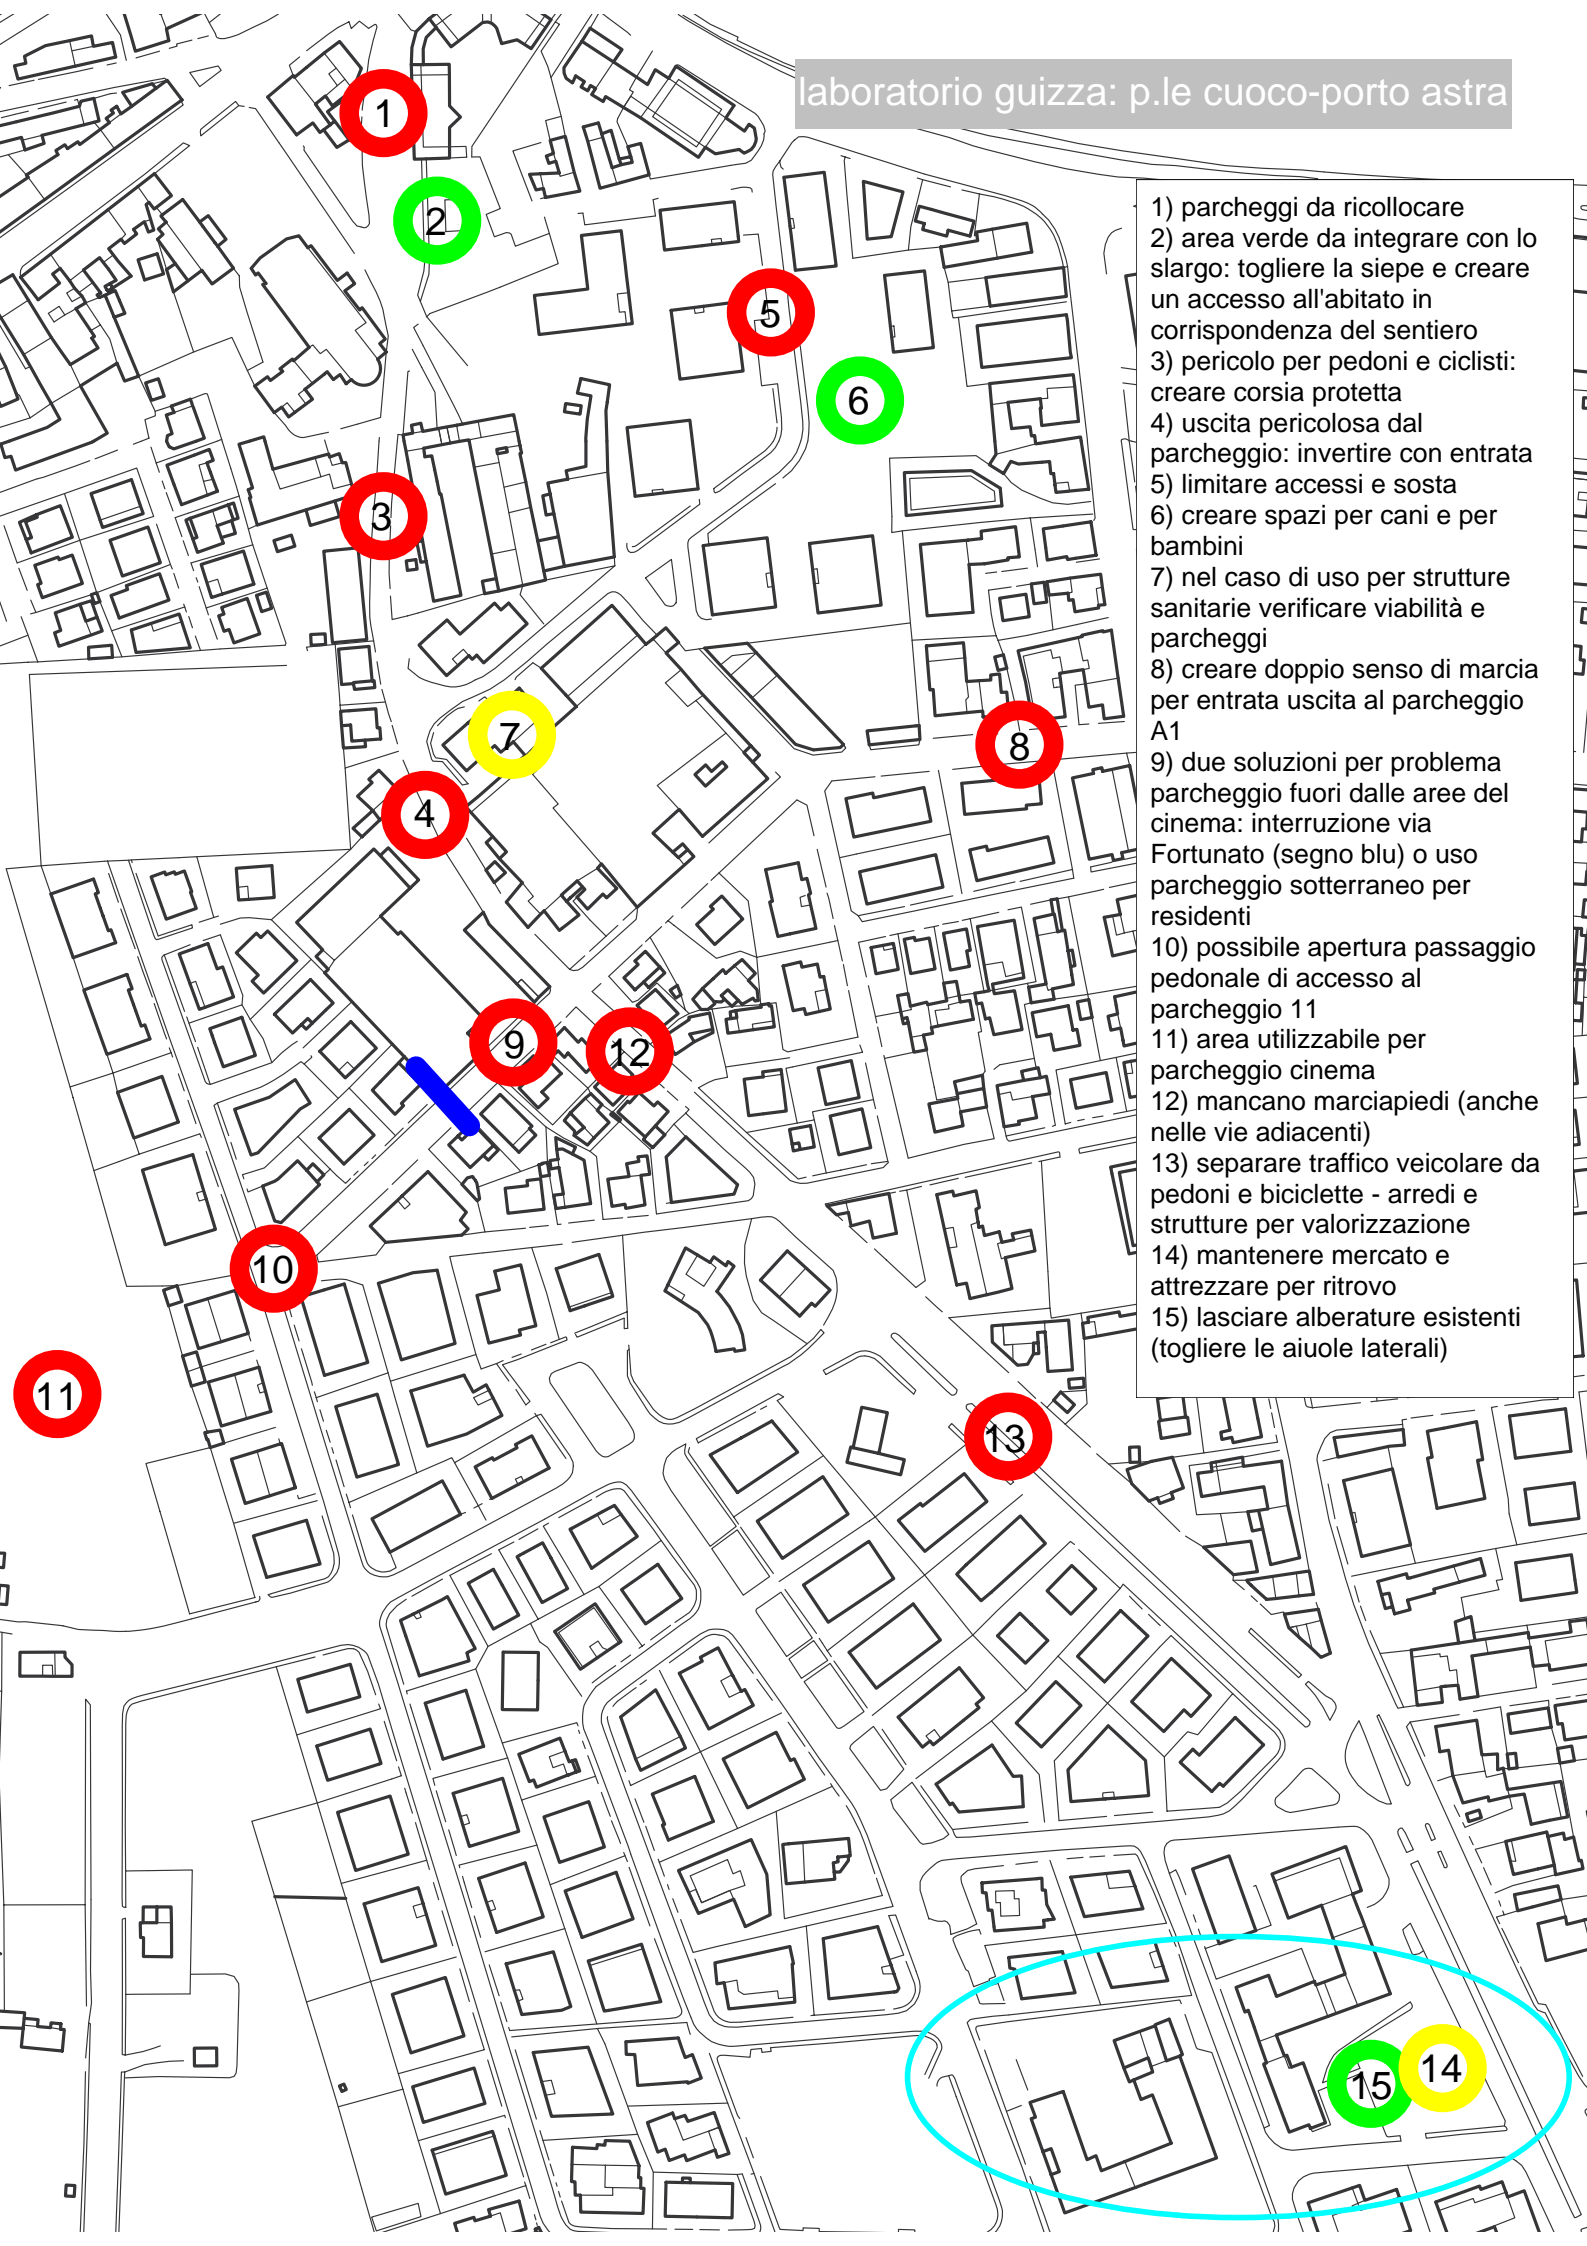 laboratorio guizza: p.le cuoco-porto astra
1) parcheggi da ricollocare
2) area verde da integrare con lo
slargo: togliere la siepe e creare
un accesso all'abitato in
corrispondenza del sentiero
3) pericolo per pedoni e ciclisti:
creare corsia protetta
4) uscita pericolosa dal
parcheggio: invertire con entrata
5) limitare accessi e sosta
6) creare spazi per cani e per
bambini
7) nel caso di uso per strutture
sanitarie verificare viabilità e
parcheggi
8) creare doppio senso di marcia
per entrata uscita al parcheggio
A1
9) due soluzioni per problema
parcheggio fuori dalle aree del
cinema: interruzione via
Fortunato (segno blu) o uso
parcheggio sotterraneo per
residenti
10) possibile apertura passaggio
pedonale di accesso al
parcheggio 11
11) area utilizzabile per
parcheggio cinema
12) mancano marciapiedi (anche
nelle vie adiacenti)
13) separare traffico veicolare da
pedoni e biciclette - arredi e
strutture per valorizzazione
14) mantenere mercato e
attrezzare per ritrovo
15) lasciare alberature esistenti
(togliere le aiuole laterali)
1
2
5
6
3
7
8
4
9
12
10
11
13
14
15